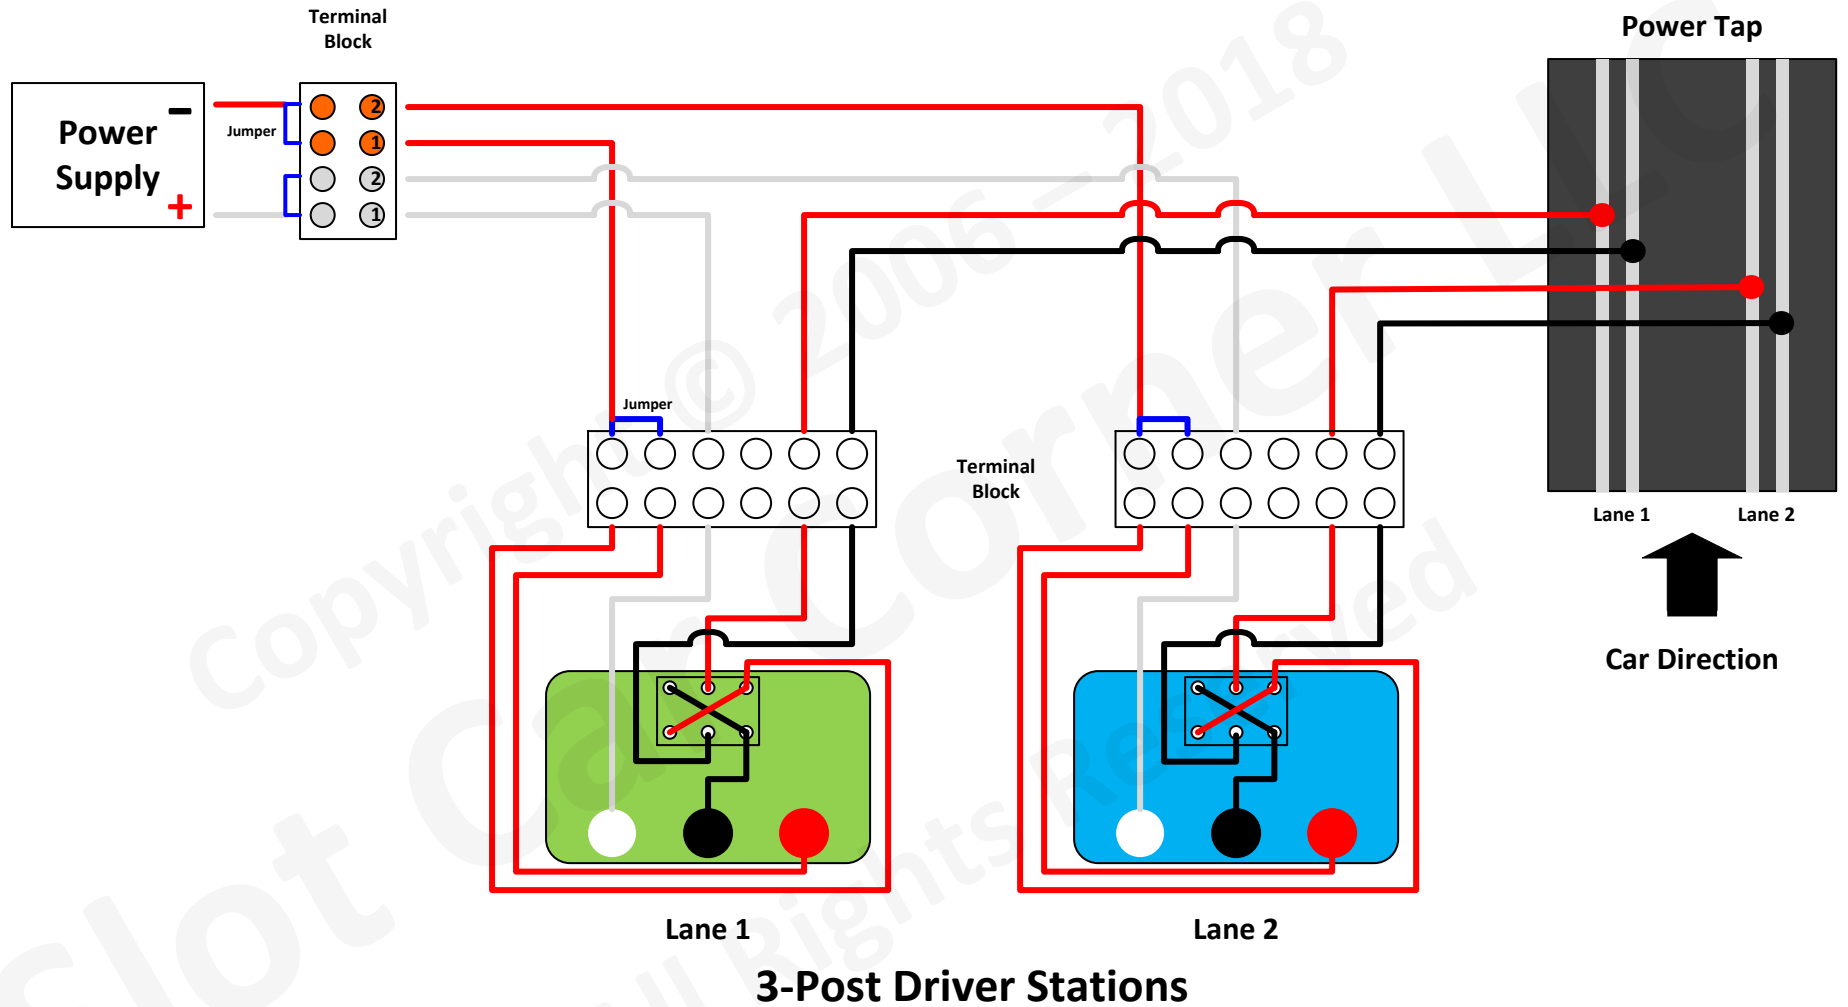 Terminal
Block
Power Tap
Power
Supply
−
+
Jumper
2
1
2
1
Jumper
Terminal
Block
Lane 1
Lane 2
Car Direction
Lane 1
Lane 2
3-Post Driver Stations
Copyright © 2006 – 2018
Slot Car Corner LLC
All Rights Reserved